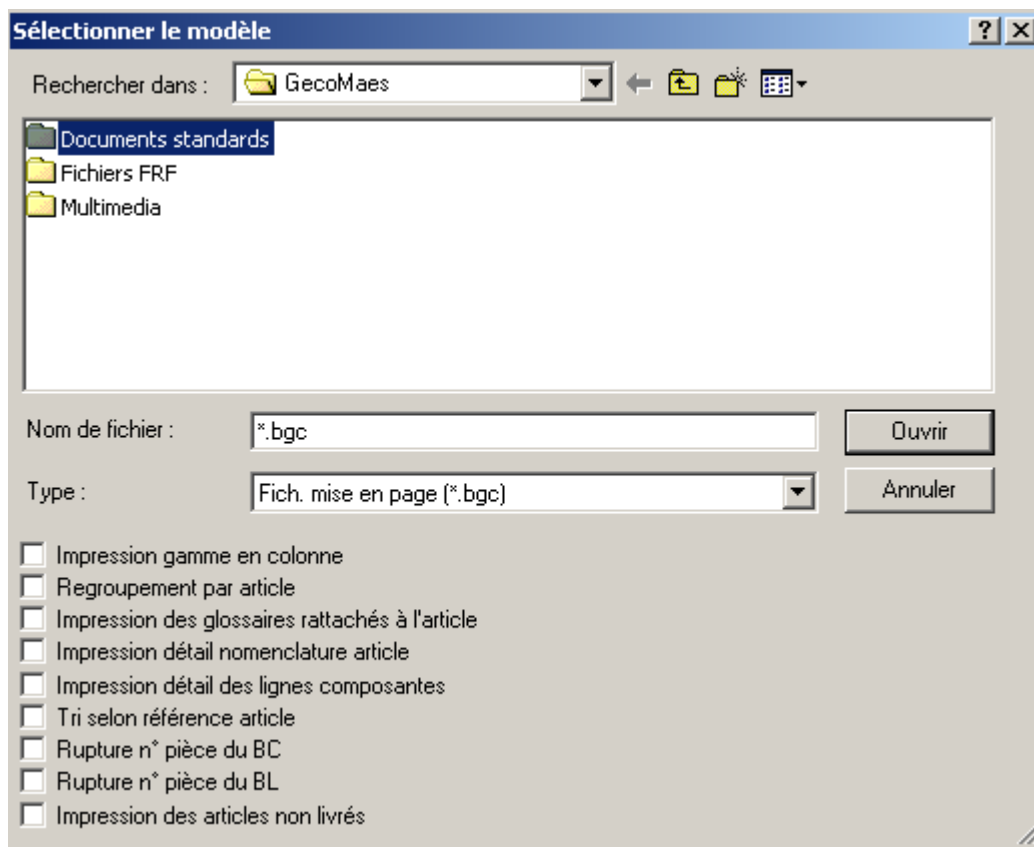 Sélectionner le modèle
Rechercher dans : GecoMaes
Documents standards
Fichiers FRF
Multimedia
Nom de fichier : *.bgc Ouvrir
Type : Fich. mise en page (*.bgc) Annuler
Impression gamme en colonne
Regroupement par article
Impression des glossaires rattachés à l'article
Impression détail nomenclature article
Impression détail des lignes composantes
Tri selon référence article
Rupture n° pièce du BC
Rupture n° pièce du BL
Impression des articles non livrés